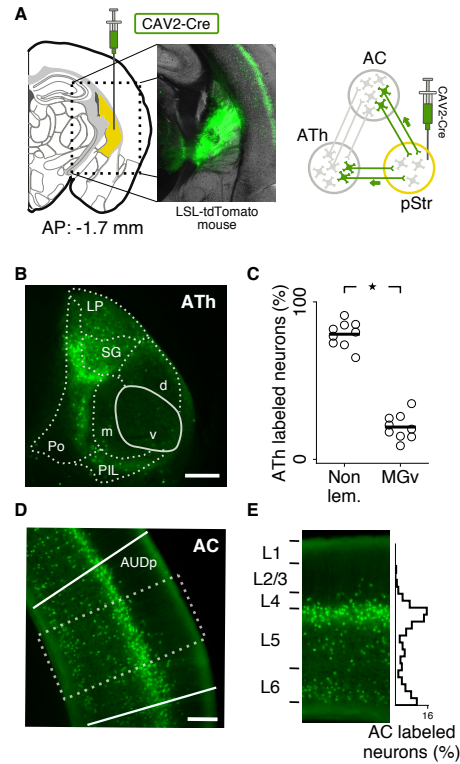 A
CAV2-Cre
AP: -1.7 mm
LSL-tdTomato
mouse
AC
ATh
pStr
CAV2-Cre
B
ATh
LP
SG
d
m
v
Po
PIL
C
ATh labeled neurons (%)
100
0
★
Non
lem.
MGv
D
AC
AUDp
E
L1
L2/3
L4
L5
L6
16
AC labeled
neurons (%)